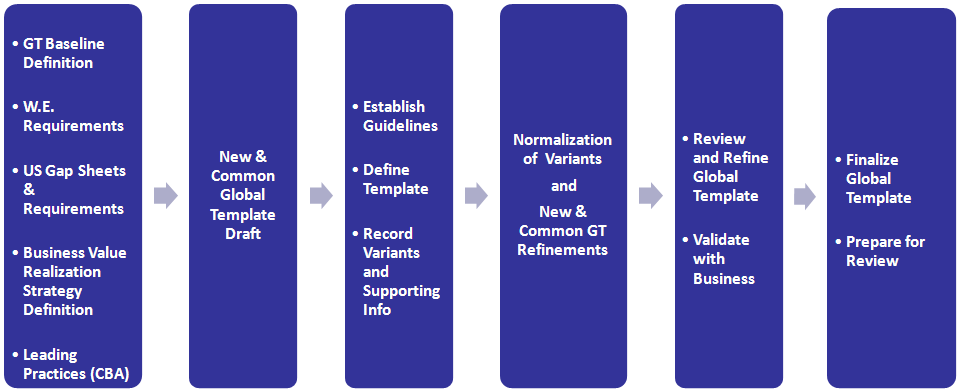 • GT Baseline
Definition
• W.E.
Requirements
• US Gap Sheets
&
Requirements
• Business Value
Realization
Strategy
Definition
• Leading
Practices (CBA)
New &
Common
Global
Template
Draft
• Establish
Guidelines
• Define
Template
• Record
Variants
and
Supporting
Info
Normalization
of Variants
and
New &
Common GT
Refinements
• Review
and Refine
Global
Template
• Validate
with
Business
• Finalize
Global
Template
• Prepare for
Review